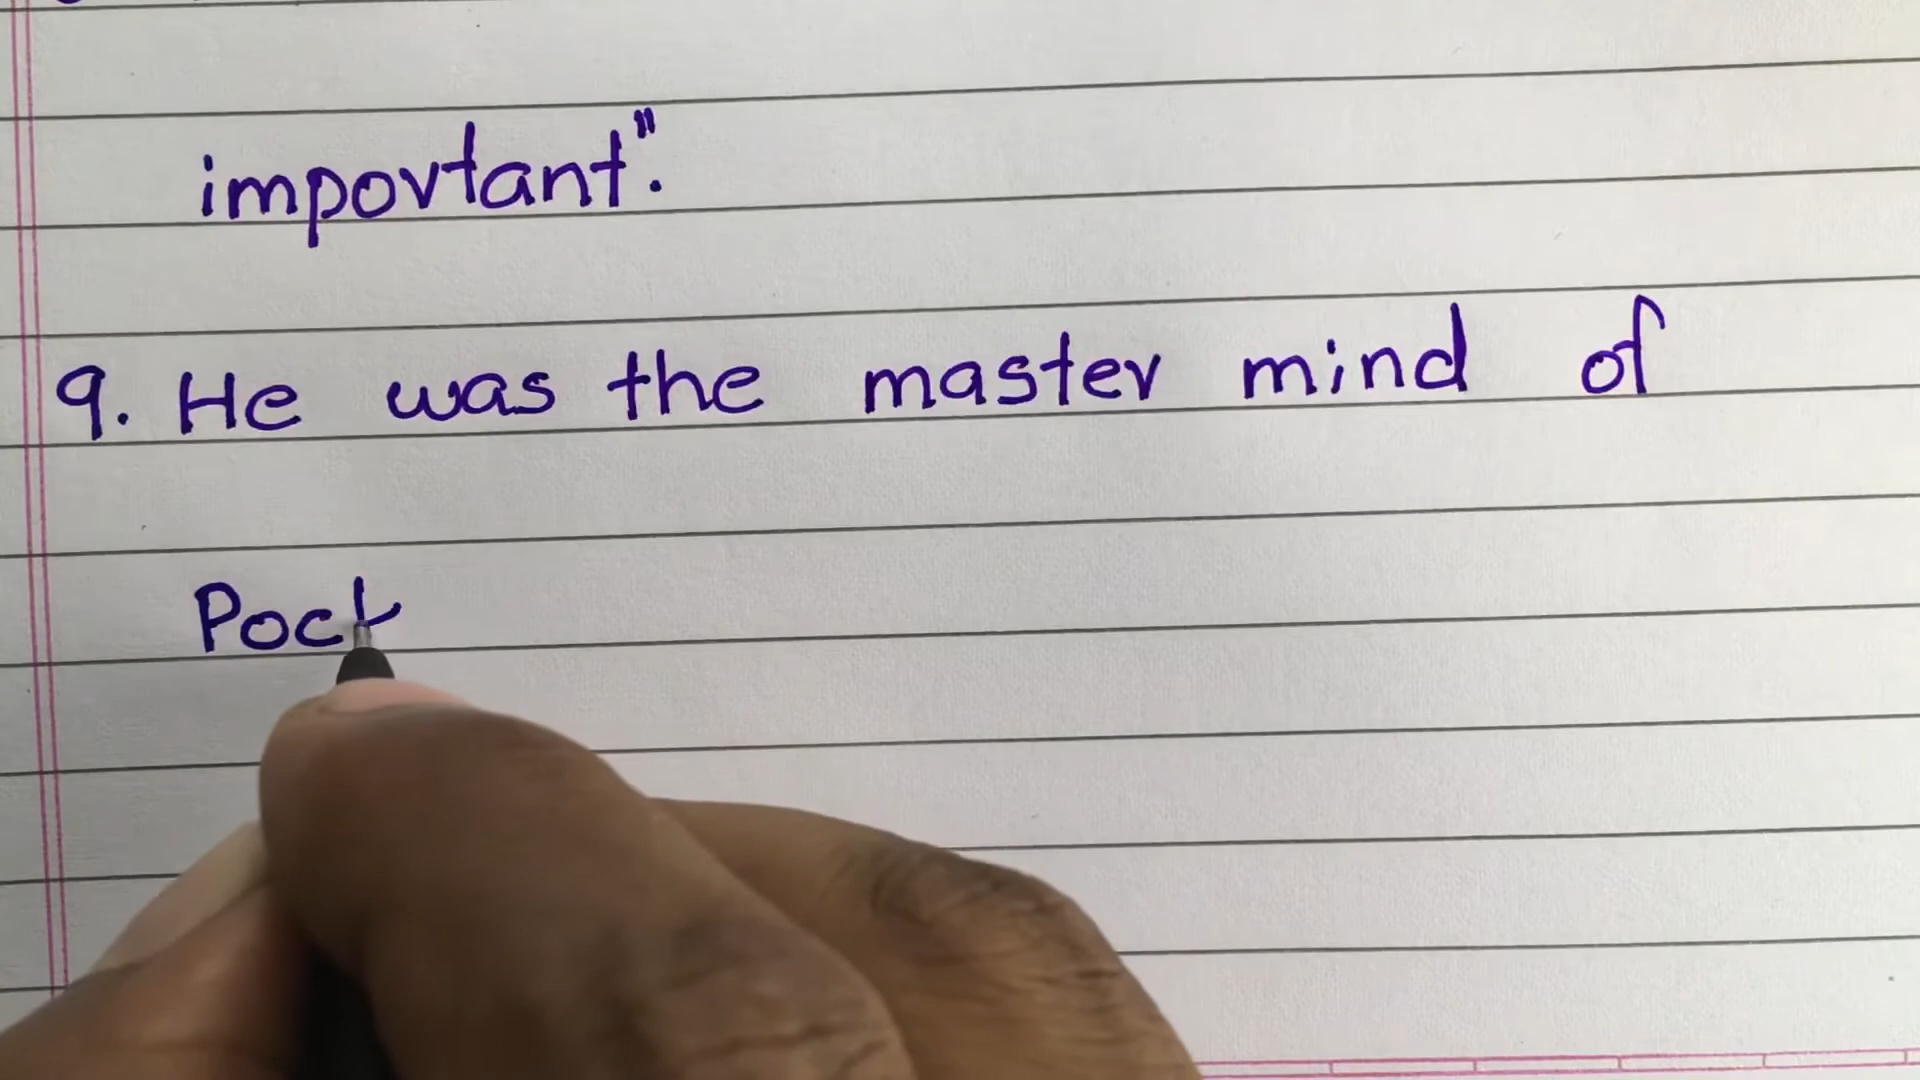 important".
9. He was the master mind of
Pock